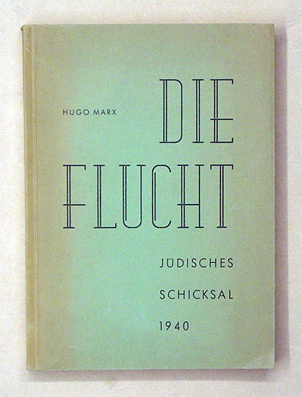 HUGO MARX
DIE
FLUCHT
JÜDISCHES
SCHICKSAL
1940